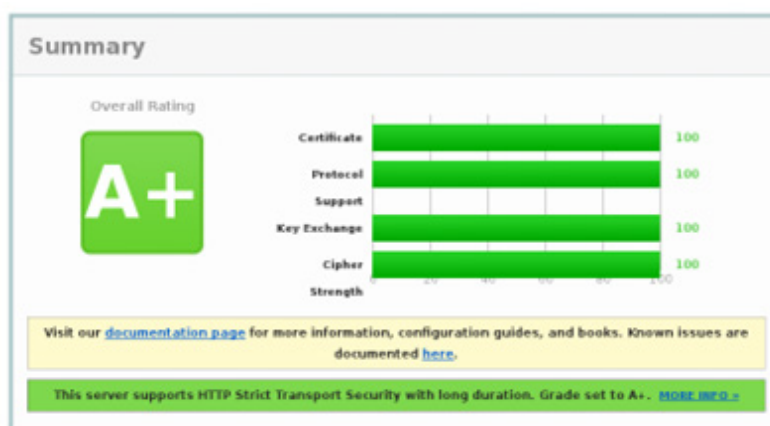 Summary
Overall Rating
A+
Certificate 100
Protocol Support 100
Key Exchange 100
Cipher Strength 100
0 20 40 60 80 100
Visit our documentation page for more information, configuration guides, and books. Known issues are
documented here.
This server supports HTTP Strict Transport Security with long duration. Grade set to A+. MORE INFO »